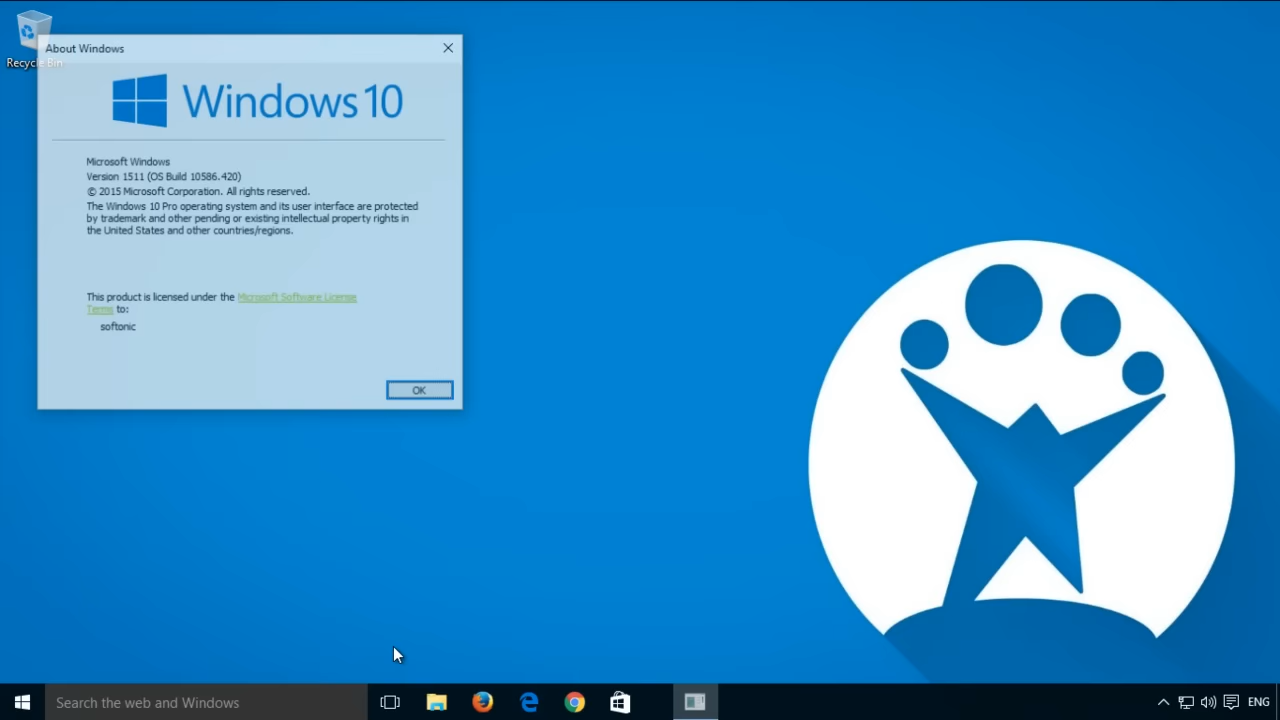 Recycle Bin
About Windows
Windows 10
Microsoft Windows
Version 1511 (OS Build 10586.420)
© 2015 Microsoft Corporation. All rights reserved.
The Windows 10 Pro operating system and its user interface are protected
by trademark and other pending or existing intellectual property rights in
the United States and other countries/regions.
This product is licensed under the Microsoft Software License
Terms to:
softonic
OK
Search the web and Windows
ENG